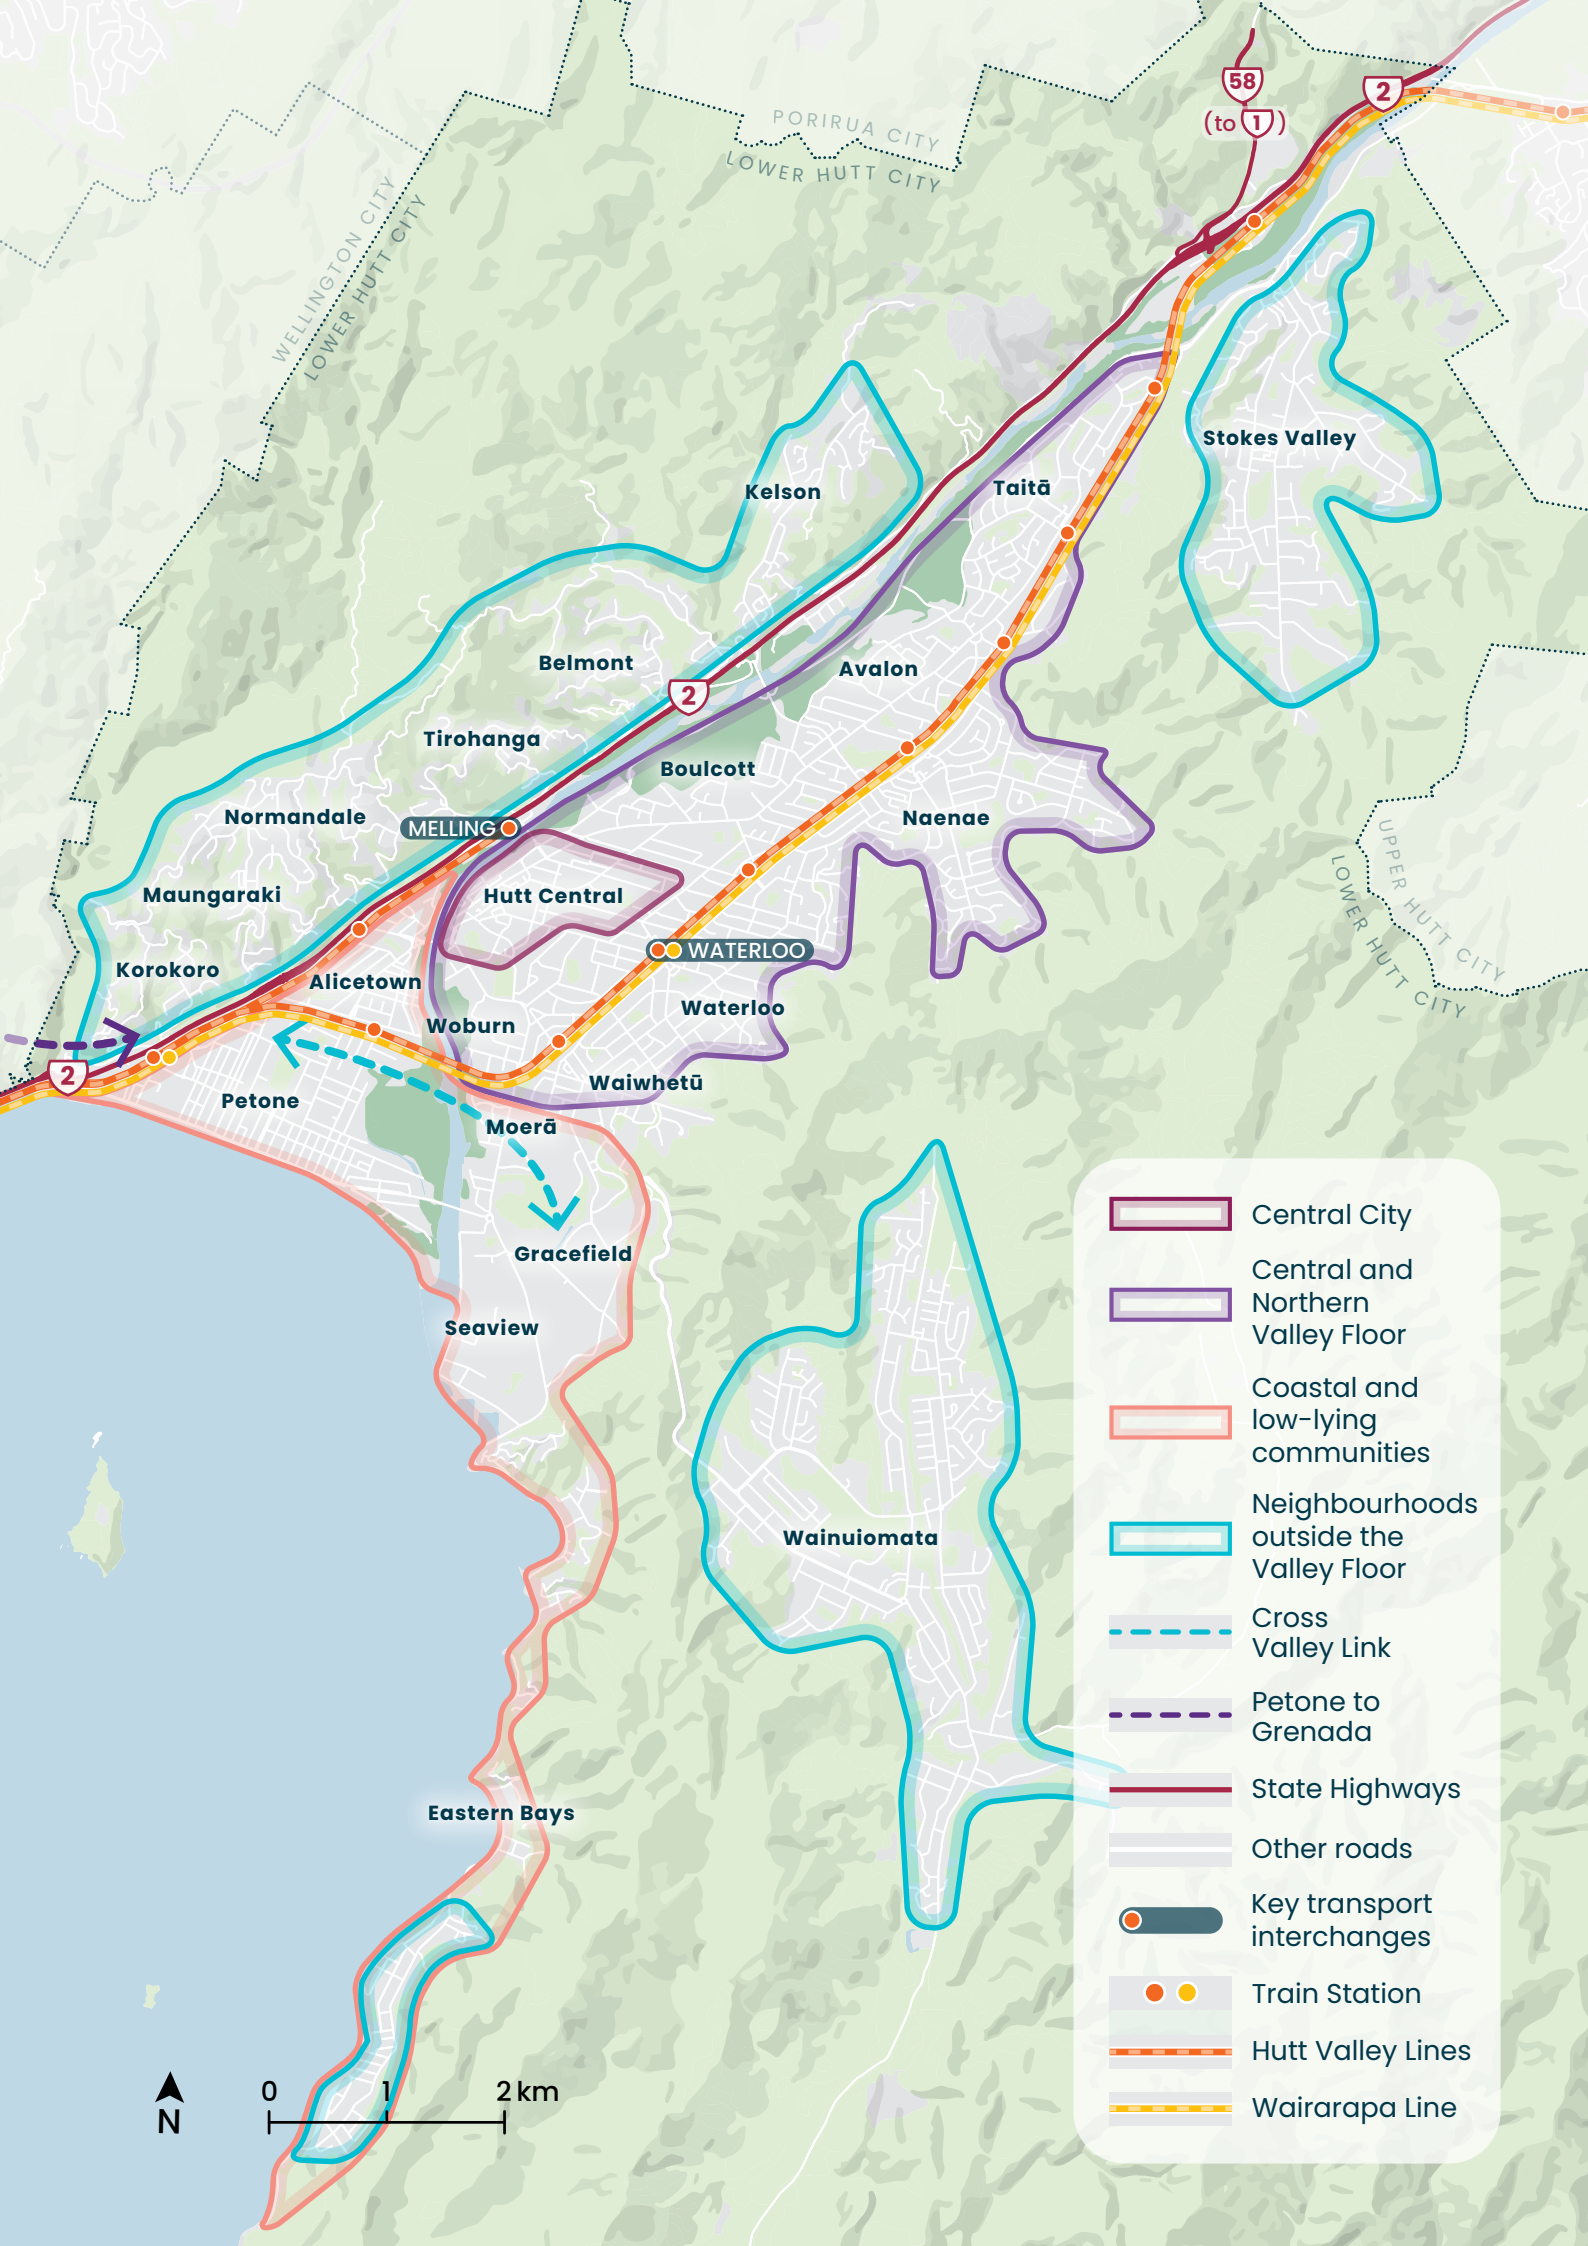 58
(to 1)
2
PORIRUA CITY
LOWER HUTT CITY
WELLINGTON CITY
LOWER HUTT CITY
Stokes Valley
Kelson
Taitā
Belmont
Avalon
2
Tirohanga
Boulcott
Normandale
MELLING
Naenae
UPPER HUTT CITY
LOWER HUTT CITY
Maungaraki
Hutt Central
WATERLOO
Korokoro
Alicetown
Waterloo
Woburn
2
Waiwhetū
Petone
Moerā
Gracefield
Seaview
Wainuiomata
Eastern Bays
Central City
Central and
Northern
Valley Floor
Coastal and
low-lying
communities
Neighbourhoods
outside the
Valley Floor
Cross
Valley Link
Petone to
Grenada
State Highways
Other roads
Key transport
interchanges
Train Station
Hutt Valley Lines
Wairarapa Line
0 1 2 km
N